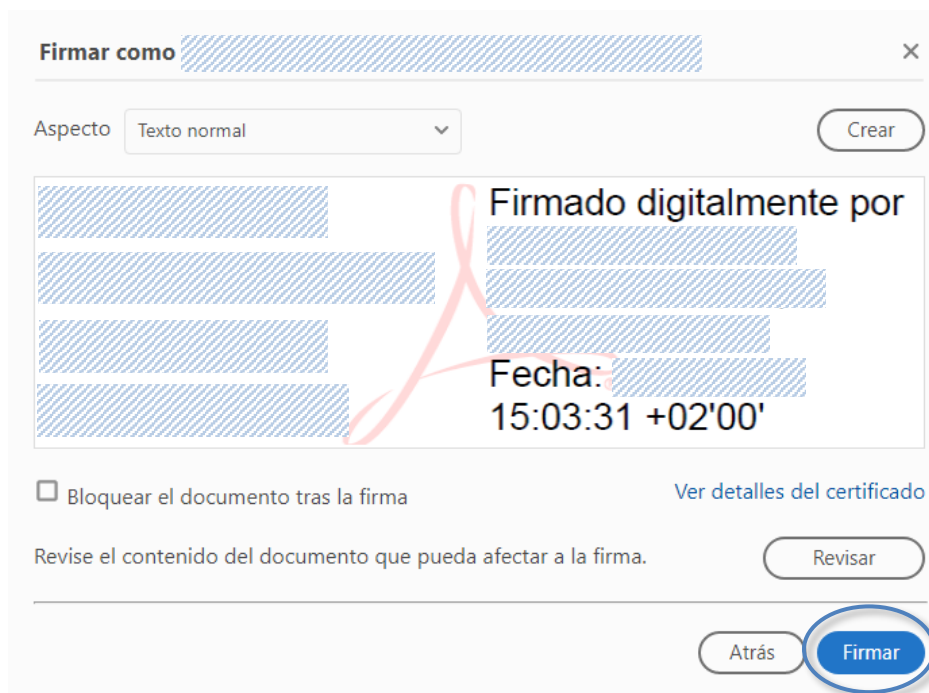 Firmar como
Aspecto
Texto normal
Crear
Firmado digitalmente por
Fecha:
15:03:31 +02'00'
Bloquear el documento tras la firma
Ver detalles del certificado
Revise el contenido del documento que pueda afectar a la firma.
Revisar
Atrás
Firmar